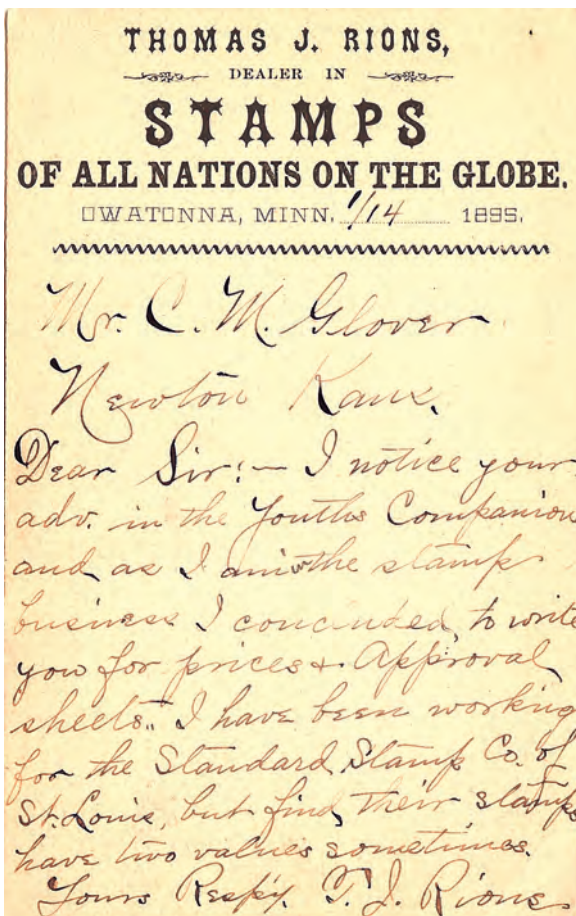 THOMAS J. RIONS,
DEALER IN
STAMPS
OF ALL NATIONS ON THE GLOBE.
OWATONNA, MINN. 1/14 1895.
Mr. C. M. Glover
Newton Kans.
Dear Sir:— I notice your
adv. in the Youths Companion
and as I am in the stamp
business I concluded, to write
you for prices & Approval
sheets.. I have been working
for the Standard Stamp Co. of
St. Louis, but find, their stamps
have two values sometimes.
Yours Resp'y. T. J. Rions.